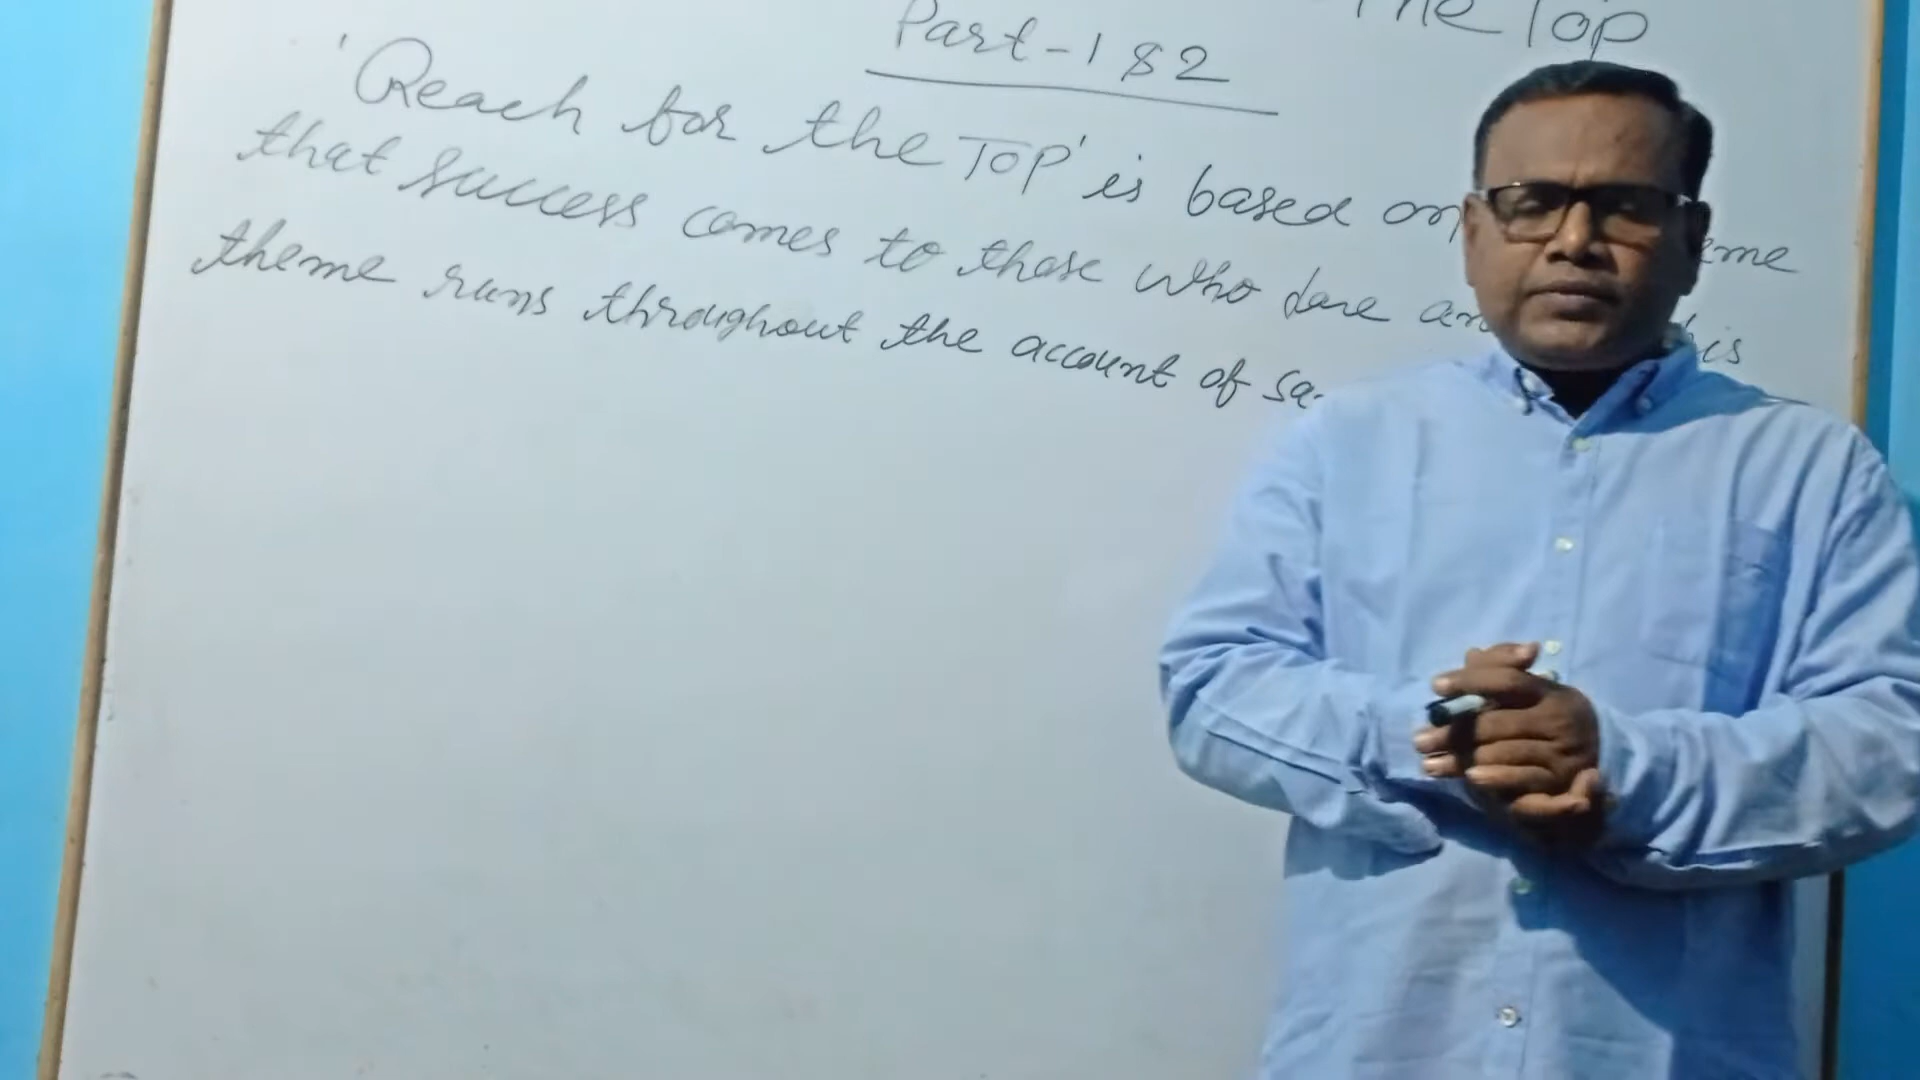 The Top
Part-1 & 2
'Reach for the Top' is based on
that success comes to those who dare
theme runs throughout the account of